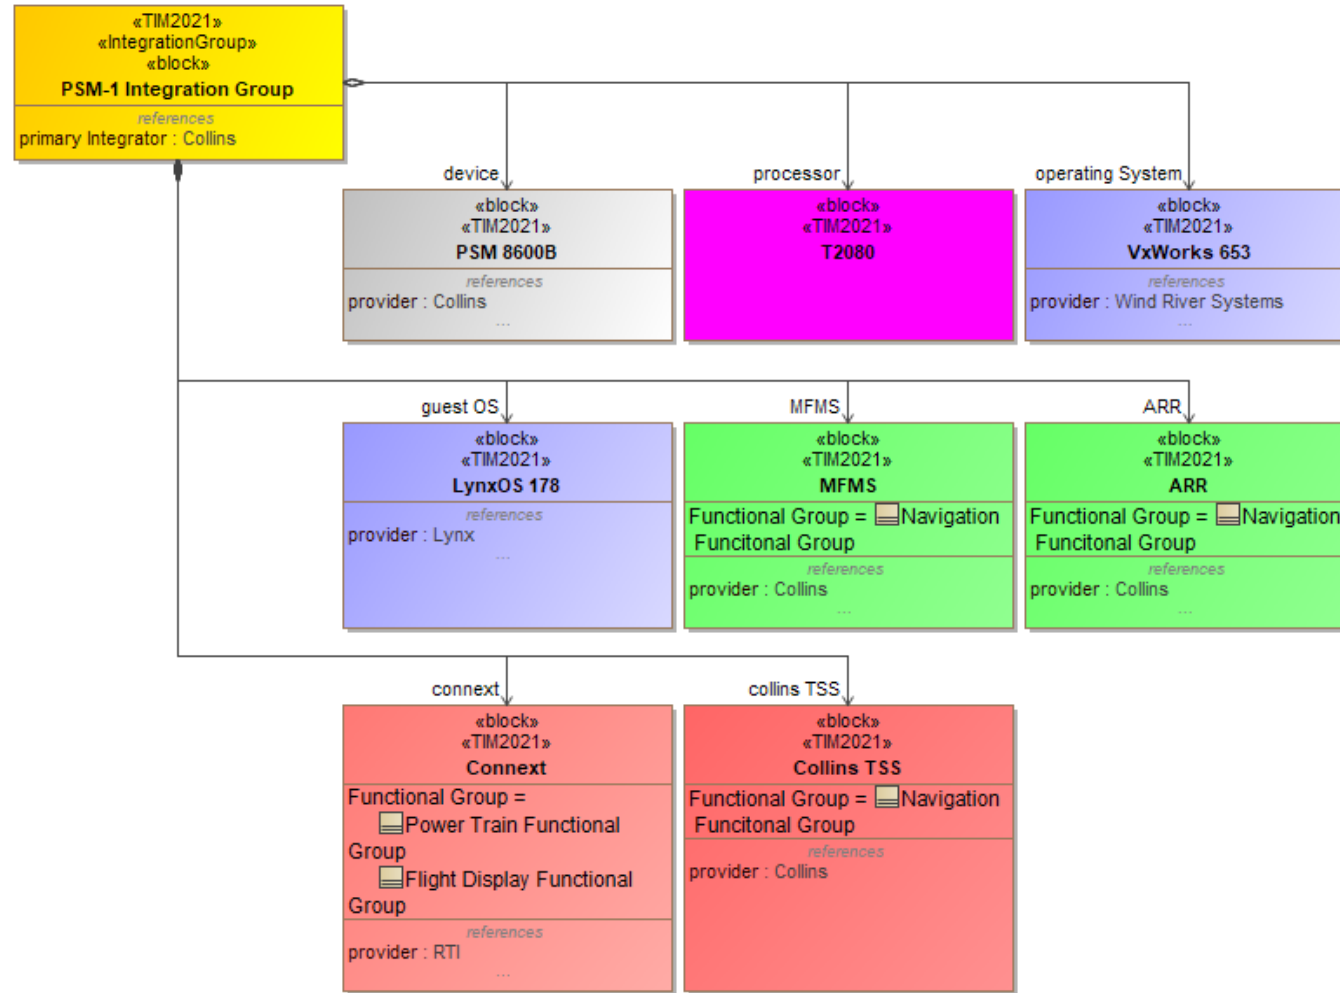 «TIM2021»
«IntegrationGroup»
«block»
PSM-1 Integration Group
references
primary Integrator : Collins
device
processor
operating System
«block»
«TIM2021»
PSM 8600B
references
provider : Collins
...
«block»
«TIM2021»
T2080
«block»
«TIM2021»
VxWorks 653
references
provider : Wind River Systems
...
guest OS
MFMS
ARR
«block»
«TIM2021»
LynxOS 178
references
provider : Lynx
...
«block»
«TIM2021»
MFMS
Functional Group = Navigation
Funcitonal Group
references
provider : Collins
...
«block»
«TIM2021»
ARR
Functional Group = Navigation
Funcitonal Group
references
provider : Collins
...
connext
collins TSS
«block»
«TIM2021»
Connext
Functional Group =
Power Train Functional
Group
Flight Display Functional
Group
references
provider : RTI
...
«block»
«TIM2021»
Collins TSS
Functional Group = Navigation
Funcitonal Group
references
provider : Collins